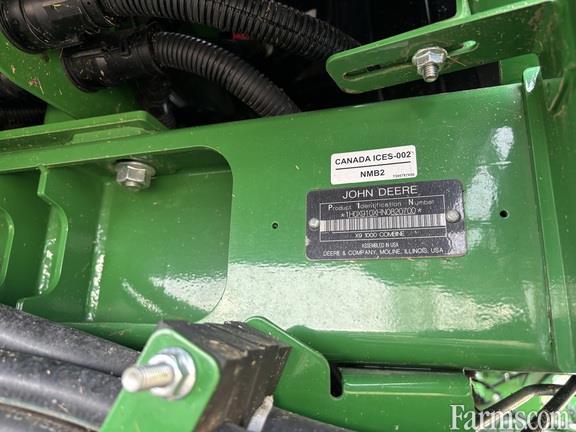 CANADA ICES-002
NMB2
JOHN DEERE
Product Identification Number
*1H0X910XHN0820700*
X9 1000 COMBINE
ASSEMBLED IN USA
DEERE & COMPANY, MOLINE, ILLINOIS, USA
Farms.com